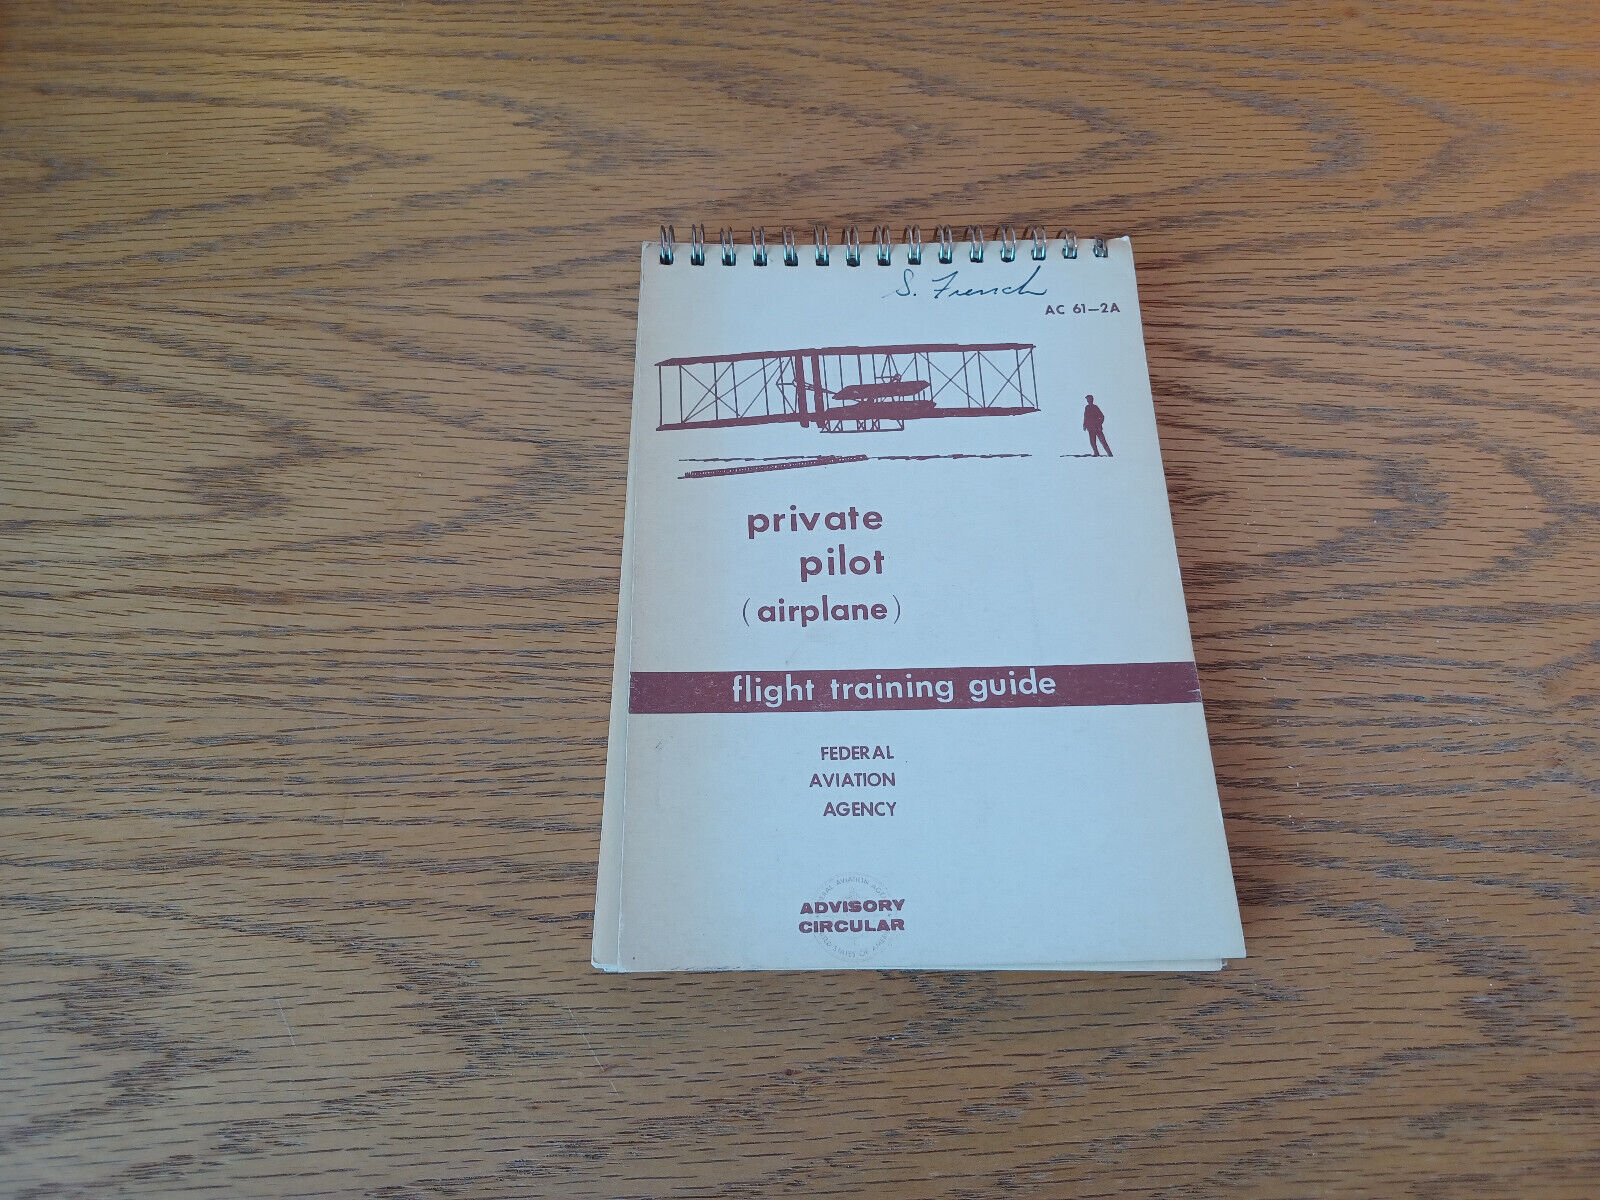 S. French
AC 61-2A
private
pilot
(airplane)
flight training guide
FEDERAL
AVIATION
AGENCY
ADVISORY
CIRCULAR